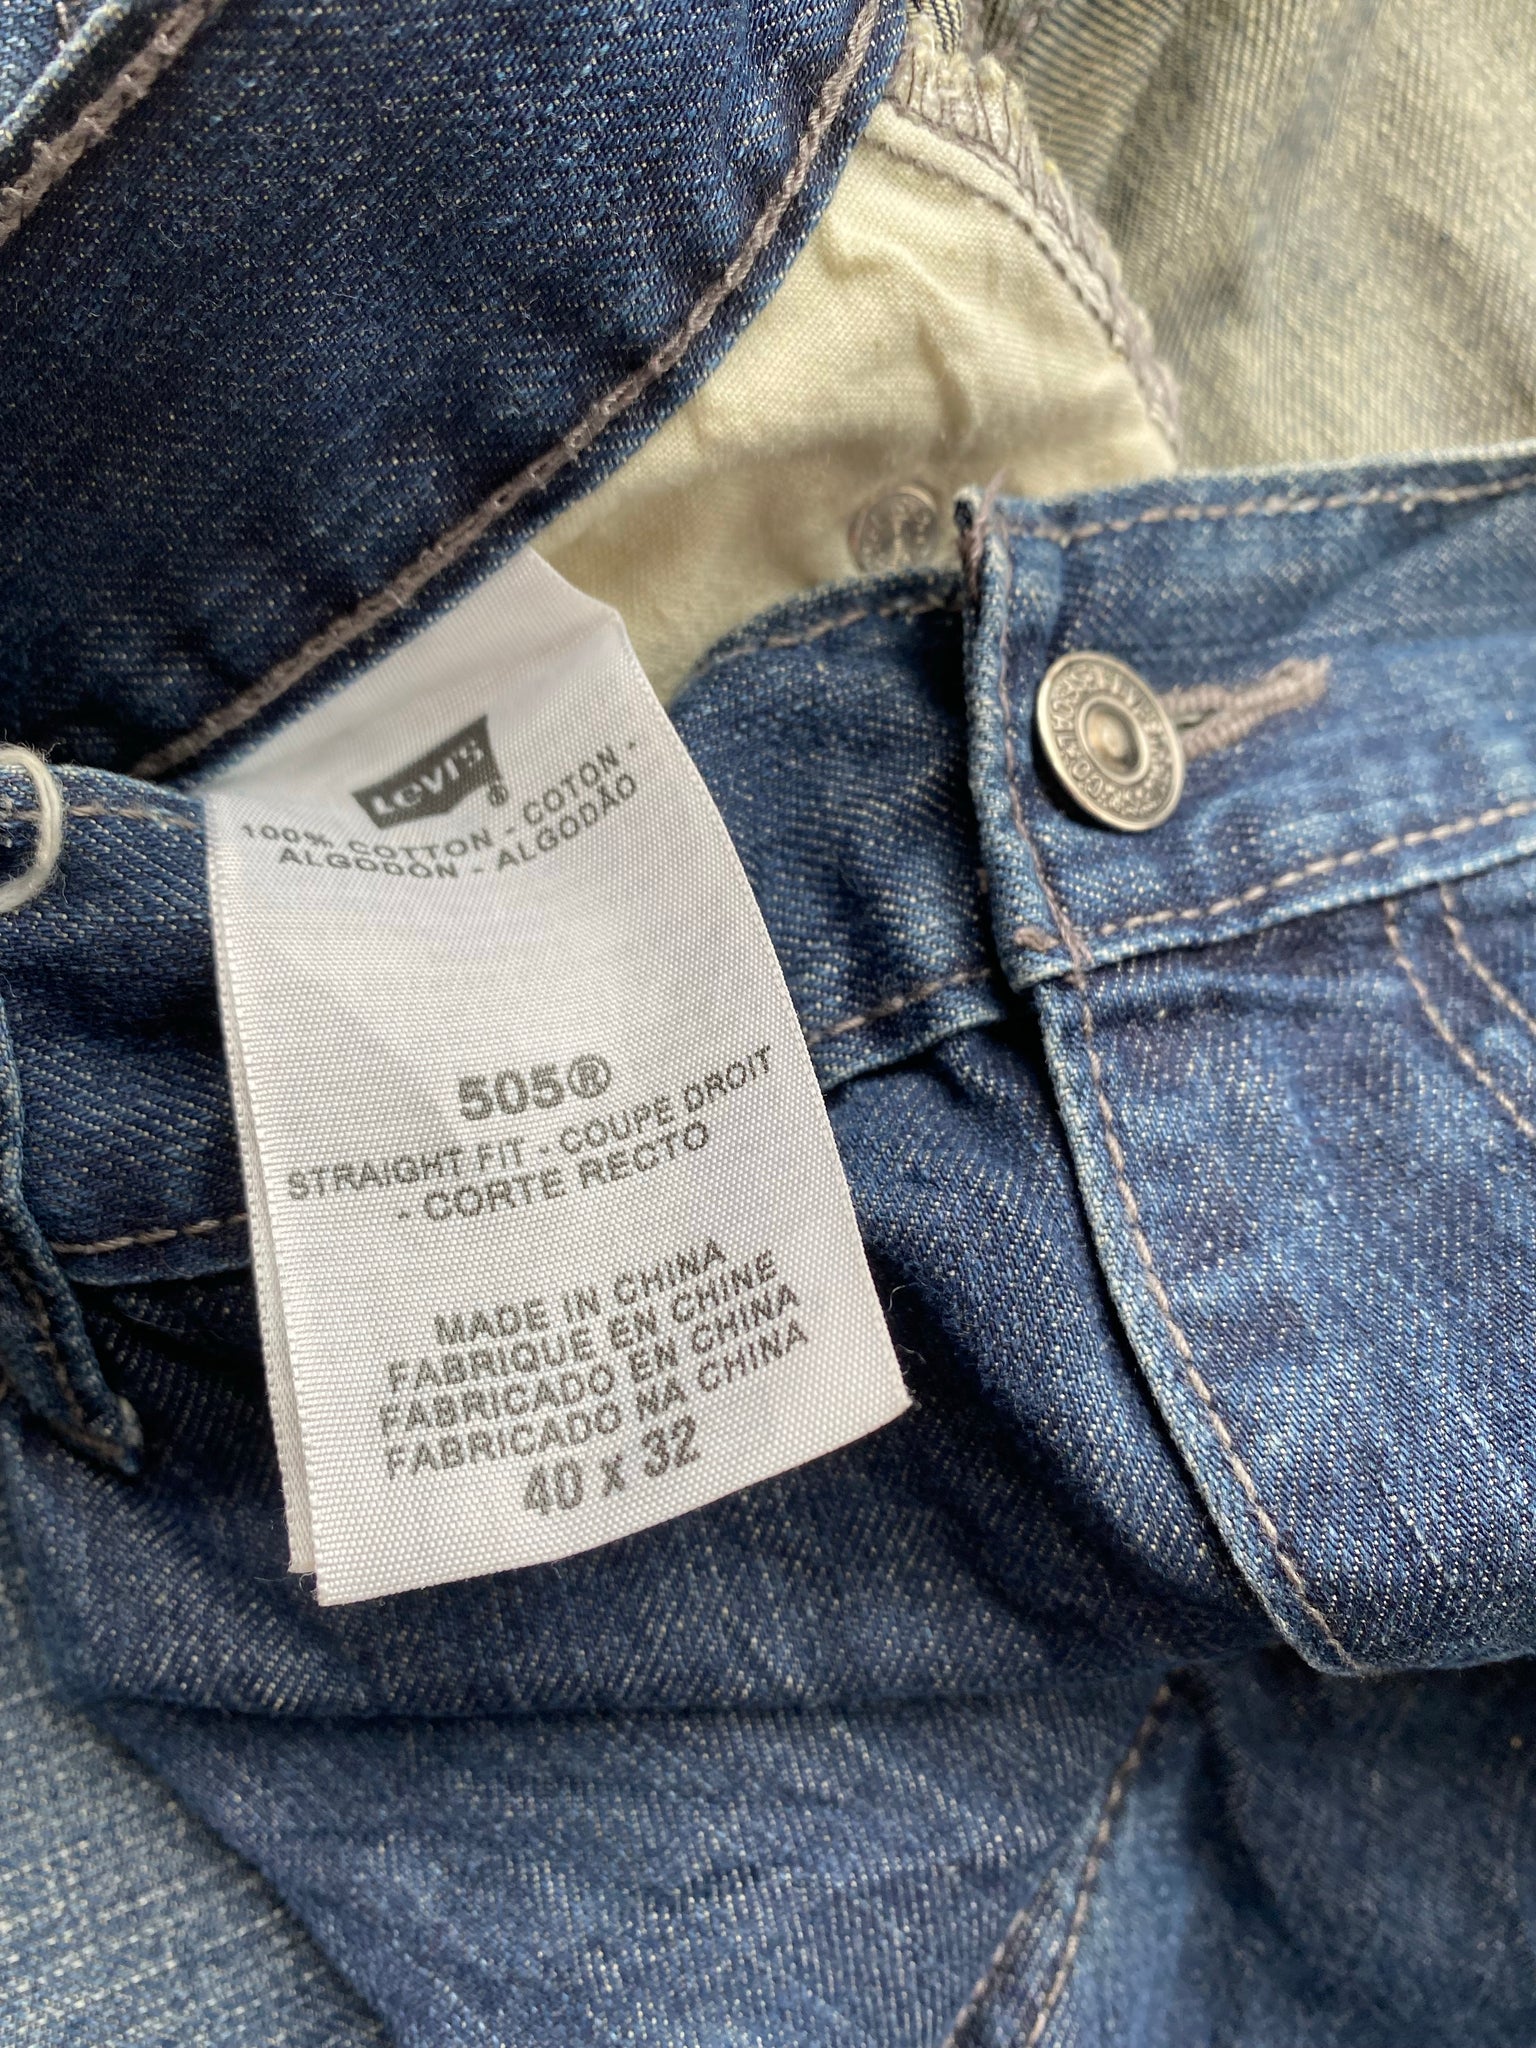 Levi's®
100% COTTON - COTON -
ALGODON - ALGODÃO
505®
STRAIGHT FIT - COUPE DROIT
- CORTE RECTO
MADE IN CHINA
FABRIQUE EN CHINE
FABRICADO EN CHINA
FABRICADO NA CHINA
40 x 32